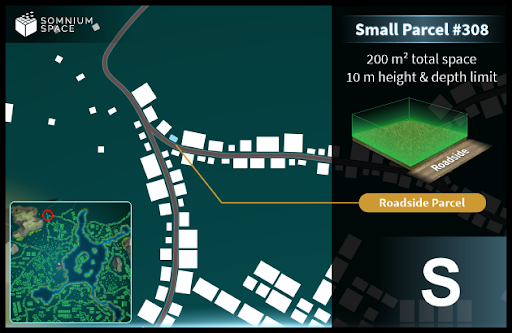 SOMNIUM
SPACE
Small Parcel #308
200 m² total space
10 m height & depth limit
Roadside
Roadside Parcel
S